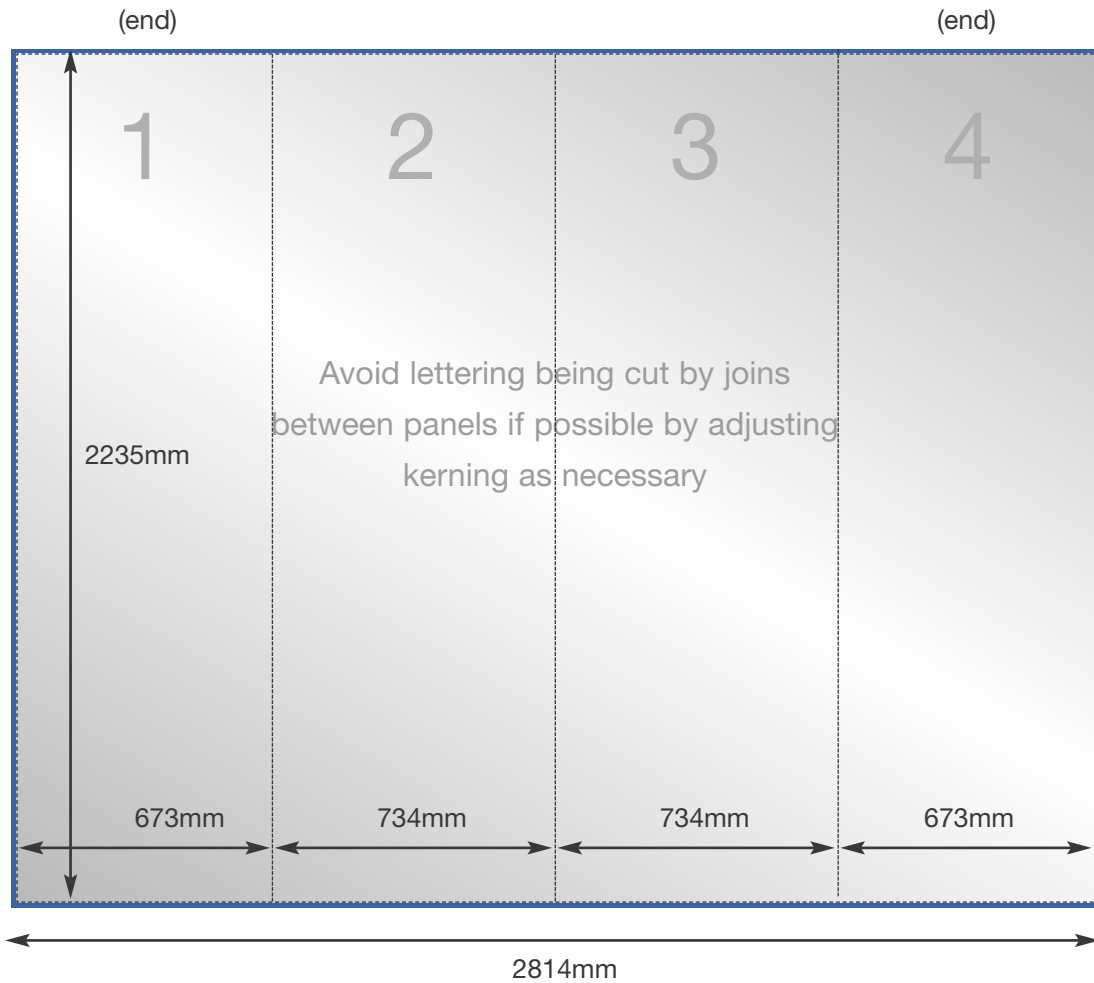 (end) (end)
1 2 3 4
Avoid lettering being cut by joins
between panels if possible by adjusting
kerning as necessary
2235mm
673mm 734mm 734mm 673mm
2814mm